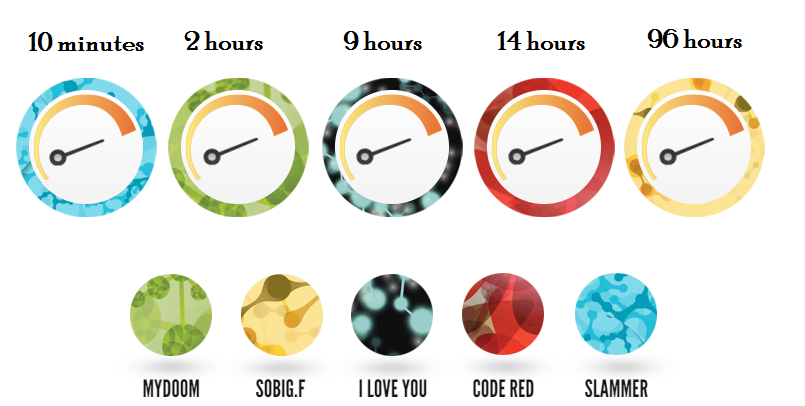 10 minutes 2 hours 9 hours 14 hours 96 hours
MYDOOM SOBIG.F I LOVE YOU CODE RED SLAMMER